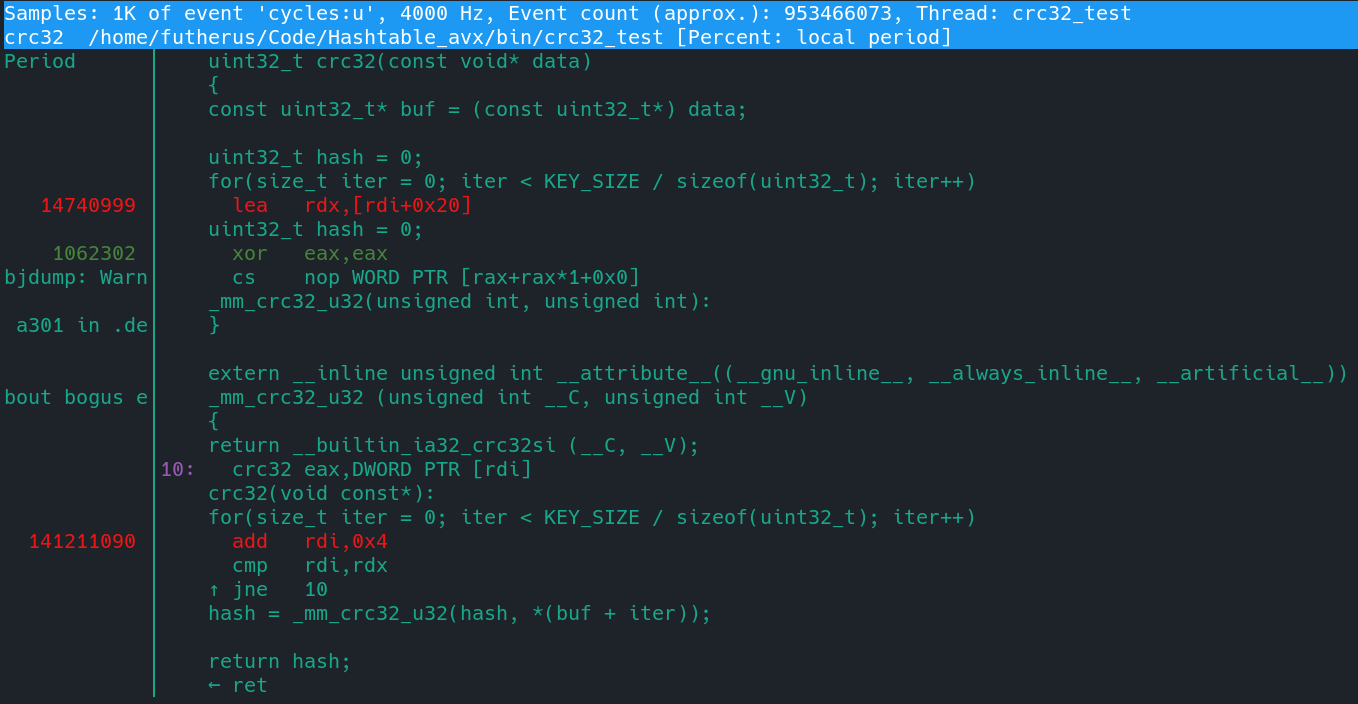 Samples: 1K of event 'cycles:u', 4000 Hz, Event count (approx.): 953466073, Thread: crc32_test
crc32  /home/futherus/Code/Hashtable_avx/bin/crc32_test [Percent: local period]
Period uint32_t crc32(const void* data)
{
const uint32_t* buf = (const uint32_t*) data;
uint32_t hash = 0;
for(size_t iter = 0; iter < KEY_SIZE / sizeof(uint32_t); iter++)
14740999 lea rdx,[rdi+0x20]
uint32_t hash = 0;
1062302 xor eax,eax
bjdump: Warn cs nop WORD PTR [rax+rax*1+0x0]
_mm_crc32_u32(unsigned int, unsigned int):
a301 in .de }
extern __inline unsigned int __attribute__((__gnu_inline__, __always_inline__, __artificial__))
bout bogus e _mm_crc32_u32 (unsigned int __C, unsigned int __V)
{
return __builtin_ia32_crc32si (__C, __V);
10: crc32 eax,DWORD PTR [rdi]
crc32(void const*):
for(size_t iter = 0; iter < KEY_SIZE / sizeof(uint32_t); iter++)
141211090 add rdi,0x4
cmp rdi,rdx
↑ jne 10
hash = _mm_crc32_u32(hash, *(buf + iter));
return hash;
← ret